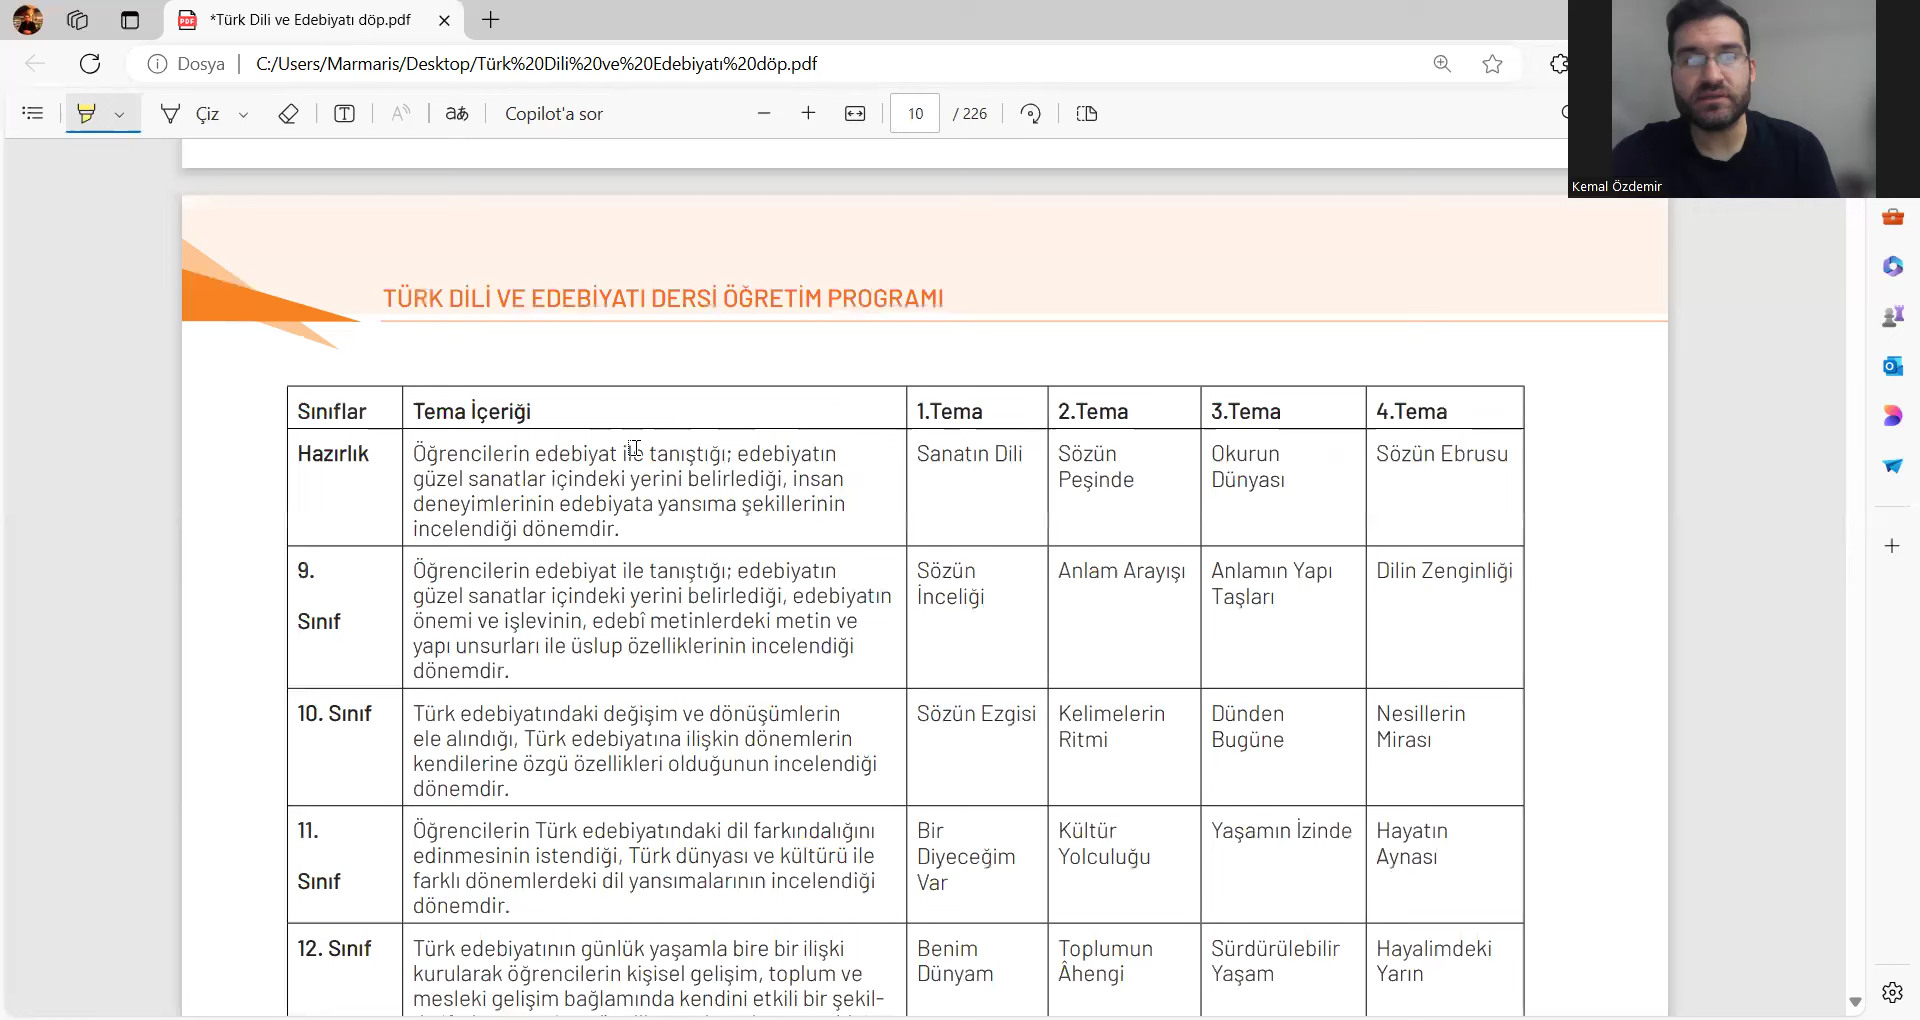 *Türk Dili ve Edebiyatı döp.pdf
Dosya
C:/Users/Marmaris/Desktop/Türk%20Dili%20ve%20Edebiyatı%20döp.pdf
Çiz
aあ
Copilot'a sor
10
/ 226
Kemal Özdemir
TÜRK DİLİ VE EDEBİYATI DERSİ ÖĞRETİM PROGRAMI
Sınıflar
Tema İçeriği
1.Tema
2.Tema
3.Tema
4.Tema
Hazırlık
Öğrencilerin edebiyat ile tanıştığı; edebiyatın
güzel sanatlar içindeki yerini belirlediği, insan
deneyimlerinin edebiyata yansıma şekillerinin
incelendiği dönemdir.
Sanatın Dili
Sözün
Peşinde
Okurun
Dünyası
Sözün Ebrusu
9.
Sınıf
Öğrencilerin edebiyat ile tanıştığı; edebiyatın
güzel sanatlar içindeki yerini belirlediği, edebiyatın
önemi ve işlevinin, edebî metinlerdeki metin ve
yapı unsurları ile üslup özelliklerinin incelendiği
dönemdir.
Sözün
İnceliği
Anlam Arayışı
Anlamın Yapı
Taşları
Dilin Zenginliği
10. Sınıf
Türk edebiyatındaki değişim ve dönüşümlerin
ele alındığı, Türk edebiyatına ilişkin dönemlerin
kendilerine özgü özellikleri olduğunun incelendiği
dönemdir.
Sözün Ezgisi
Kelimelerin
Ritmi
Dünden
Bugüne
Nesillerin
Mirası
11.
Sınıf
Öğrencilerin Türk edebiyatındaki dil farkındalığını
edinmesinin istendiği, Türk dünyası ve kültürü ile
farklı dönemlerdeki dil yansımalarının incelendiği
dönemdir.
Bir
Diyeceğim
Var
Kültür
Yolculuğu
Yaşamın İzinde
Hayatın
Aynası
12. Sınıf
Türk edebiyatının günlük yaşamla bire bir ilişki
kurularak öğrencilerin kişisel gelişim, toplum ve
mesleki gelişim bağlamında kendini etkili bir şekil-
Benim
Dünyam
Toplumun
Âhengi
Sürdürülebilir
Yaşam
Hayalimdeki
Yarın